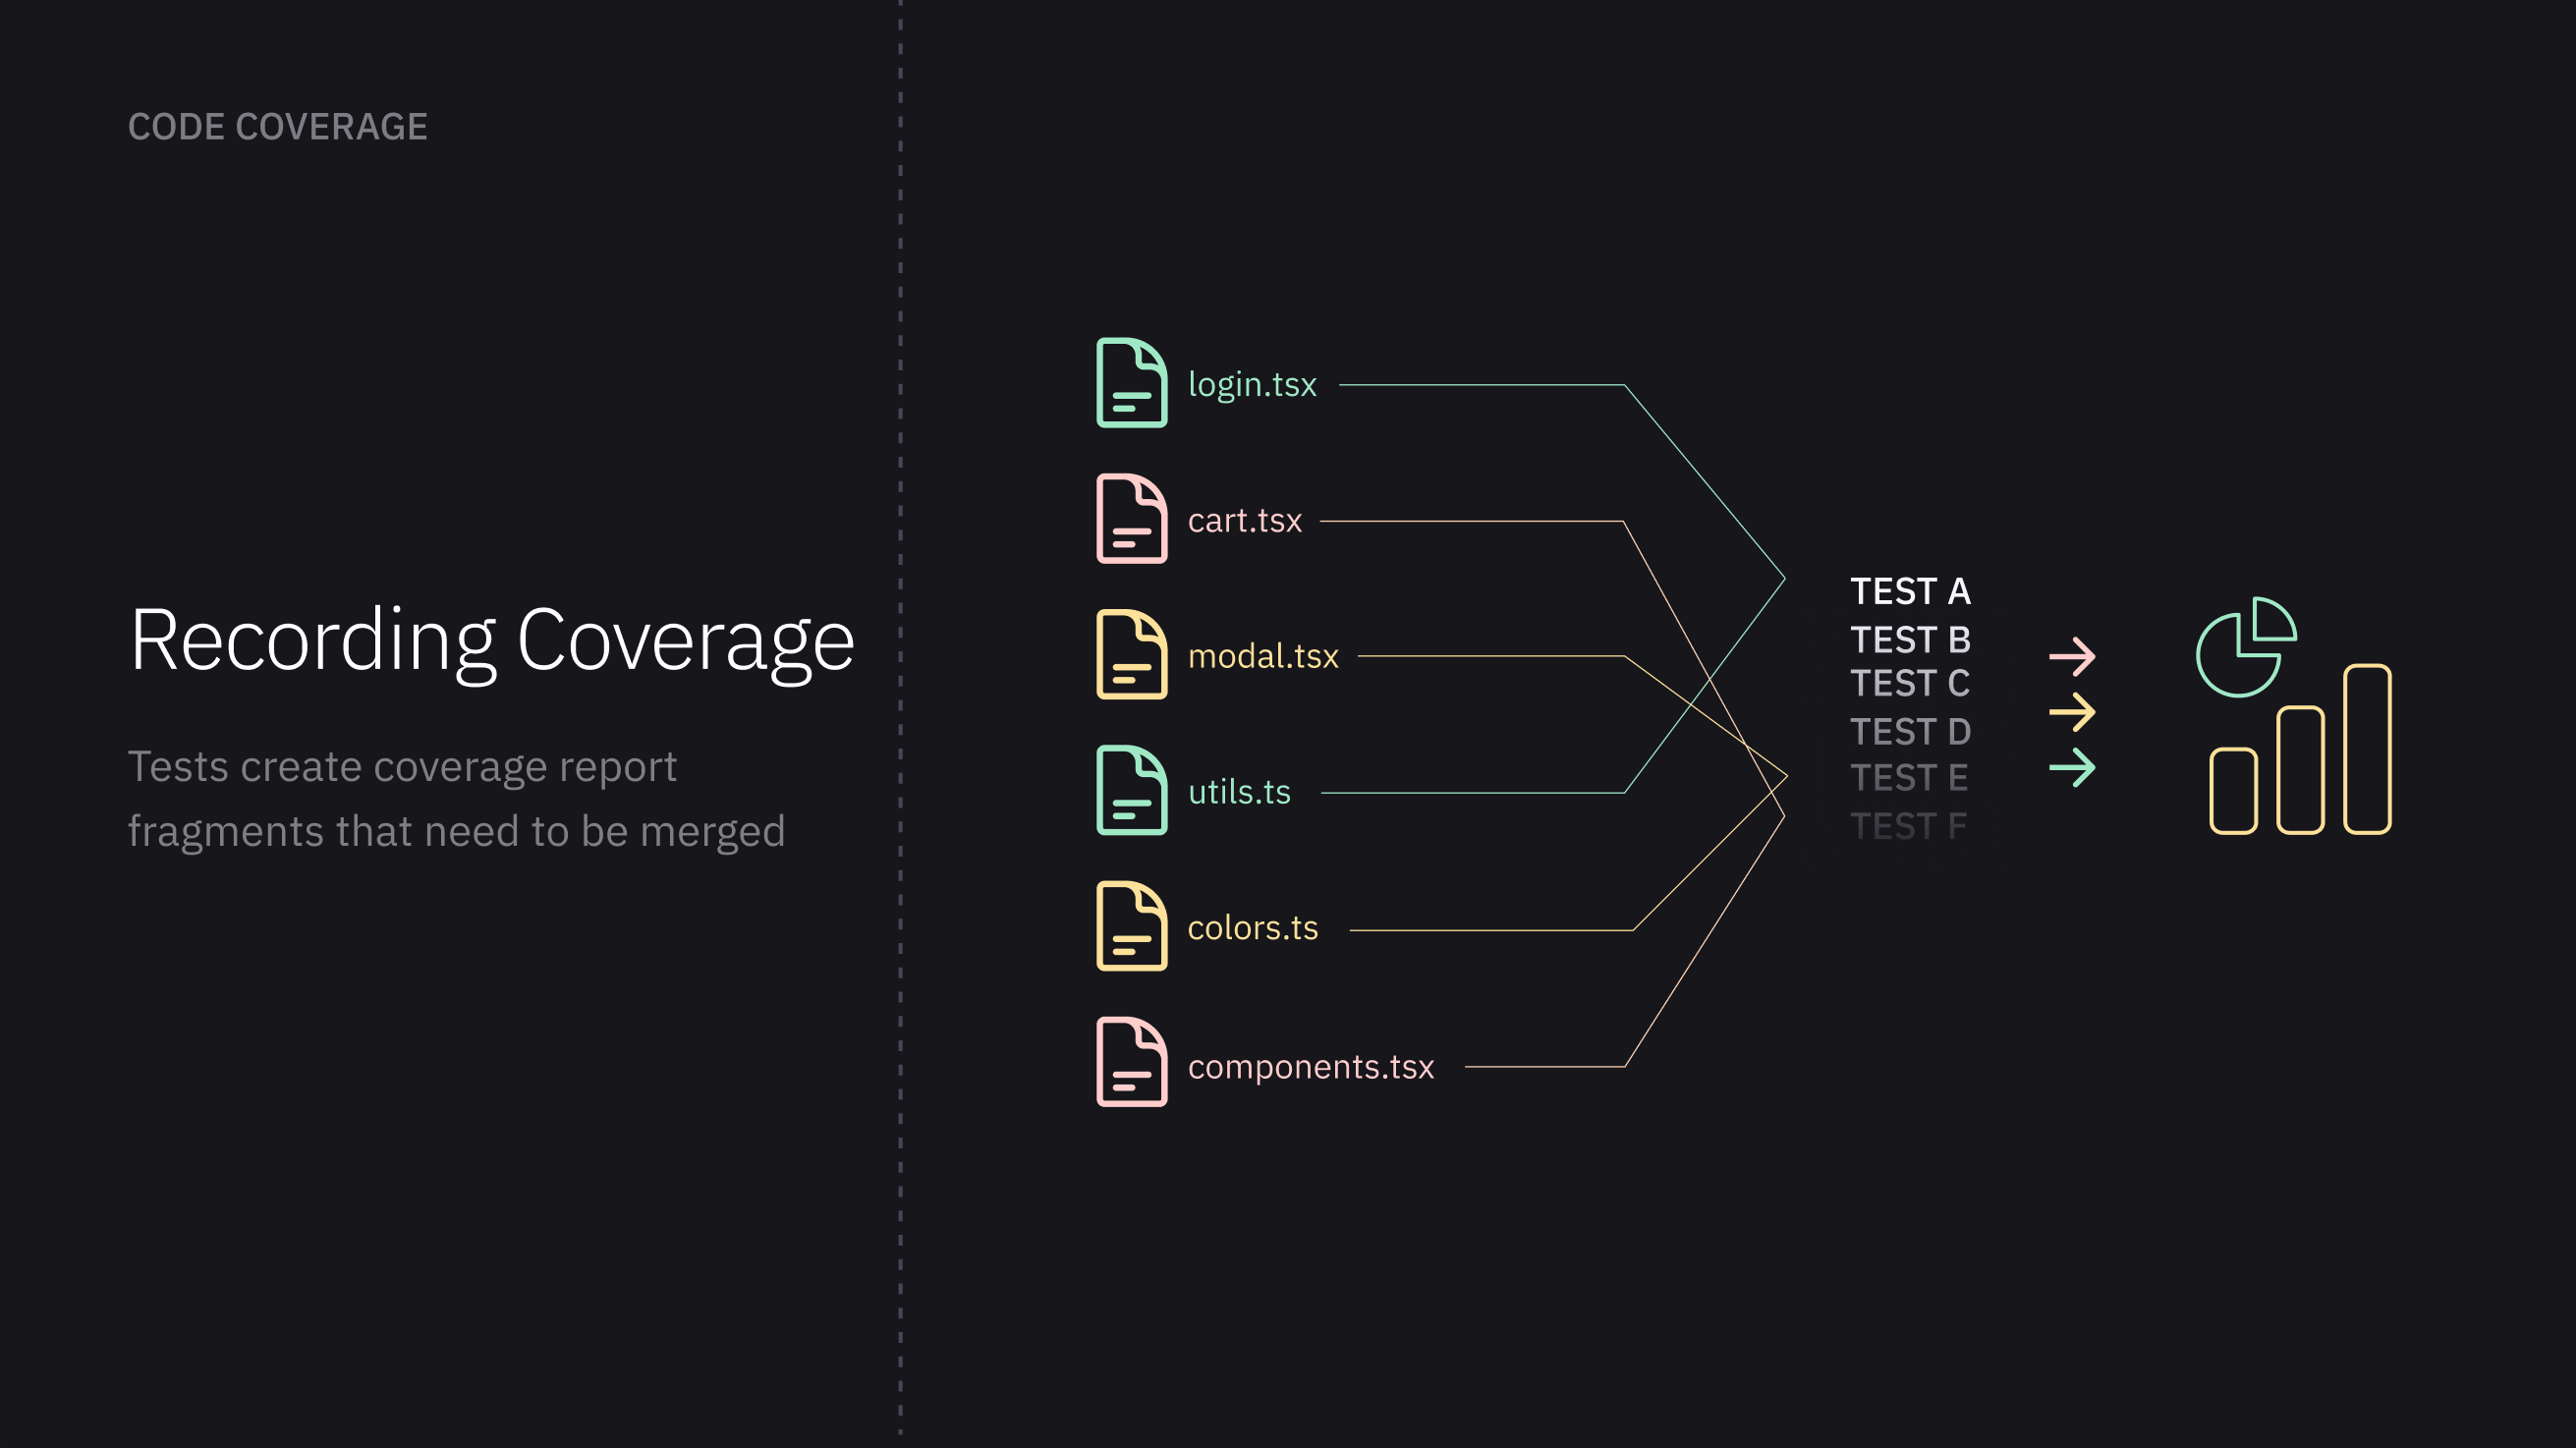 CODE COVERAGE
Recording Coverage
Tests create coverage report
fragments that need to be merged
login.tsx
cart.tsx
modal.tsx
utils.ts
colors.ts
components.tsx
TEST A
TEST B
TEST C
TEST D
TEST E
TEST F